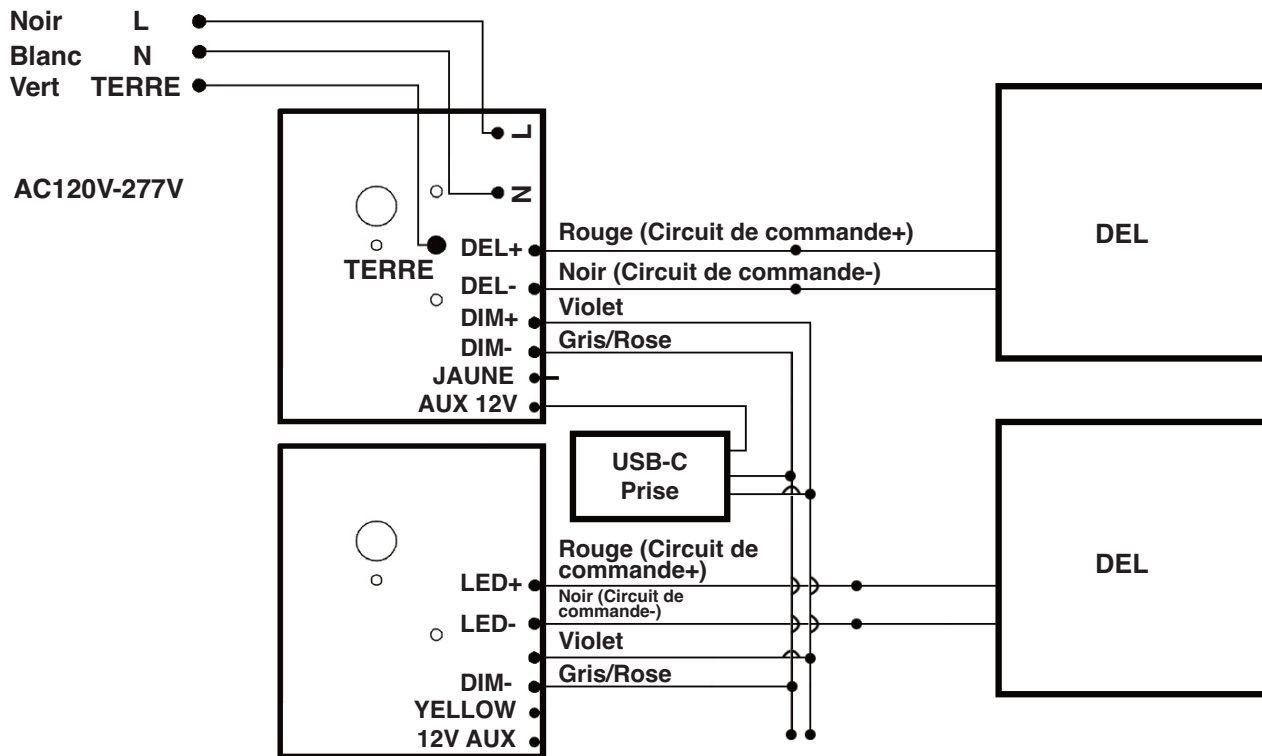 Noir L
Blanc N
Vert TERRE
AC120V-277V
L
N
TERRE
DEL+
DEL-
DIM+
DIM-
JAUNE
AUX 12V
Rouge (Circuit de commande+)
Noir (Circuit de commande-)
Violet
Gris/Rose
DEL
USB-C
Prise
LED+
LED-
DIM-
YELLOW
12V AUX
Rouge (Circuit de
commande+)
Noir (Circuit de
commande-)
Violet
Gris/Rose
DEL